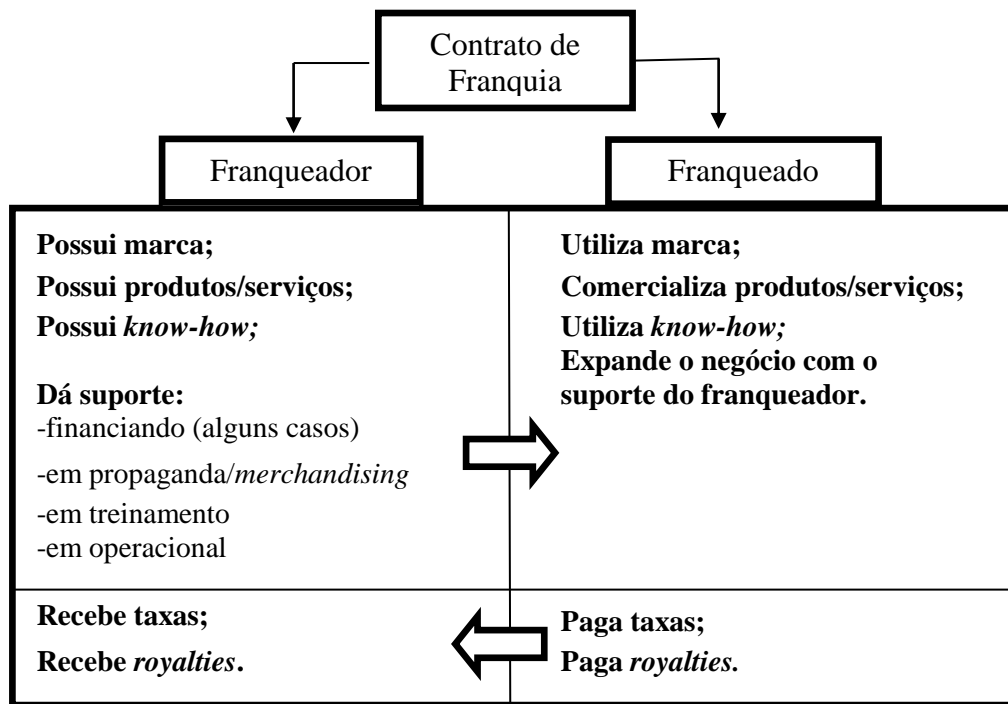 Contrato de
Franquia
Franqueador
Franqueado
Possui marca;
Possui produtos/serviços;
Possui know-how;
Dá suporte:
-financiando (alguns casos)
-em propaganda/merchandising
-em treinamento
-em operacional
Utiliza marca;
Comercializa produtos/serviços;
Utiliza know-how;
Expande o negócio com o
suporte do franqueador.
Recebe taxas;
Recebe royalties.
Paga taxas;
Paga royalties.